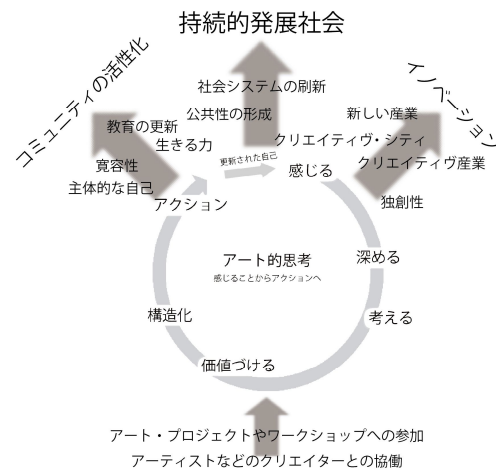 持続的発展社会
コミュニティの活性化
イノベーション
社会システムの刷新
公共性の形成
新しい産業
教育の更新
生きる力
クリエイティヴ・シティ
更新された自己
クリエイティヴ産業
寛容性
感じる
主体的な自己
アクション
独創性
アート的思考
感じることからアクションへ
深める
構造化
考える
価値づける
アート・プロジェクトやワークショップへの参加
アーティストなどのクリエイターとの協働